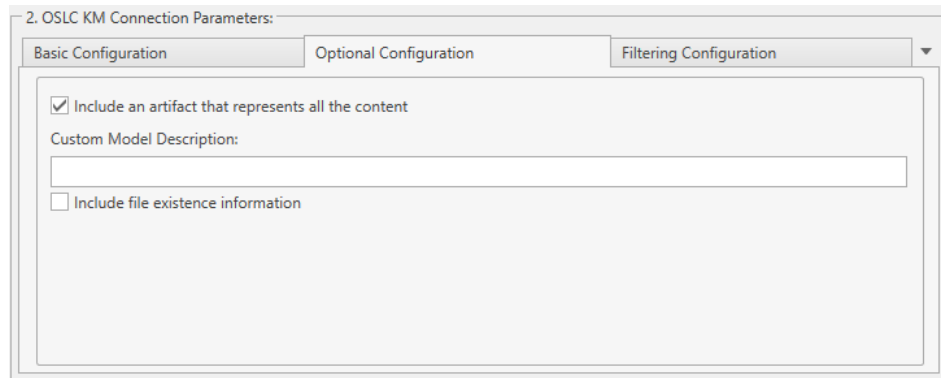 2. OSLC KM Connection Parameters:
Basic Configuration
Optional Configuration
Filtering Configuration
Include an artifact that represents all the content
Custom Model Description:
Include file existence information